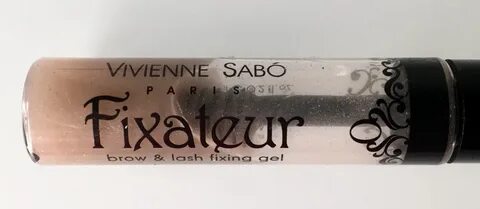 VIVIENNE SABÓ
PARIS
Fixateur
brow & lash fixing gel